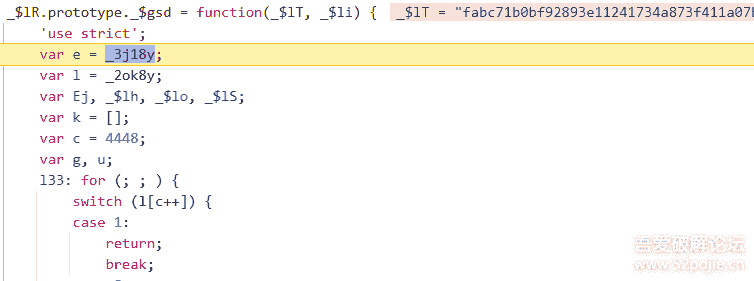 _$lR.prototype._$gsd = function(_$lT, _$li) {  _$lT = "fabc71b0bf92893e11241734a873f411a07b
'use strict';
var e = _3j18y;
var l = _2ok8y;
var Ej, _$lh, _$lo, _$lS;
var k = [];
var c = 4448;
var g, u;
l33: for (; ; ) {
switch (l[c++]) {
case 1:
return;
break;
吾爱破解论坛
www.52pojie.cn